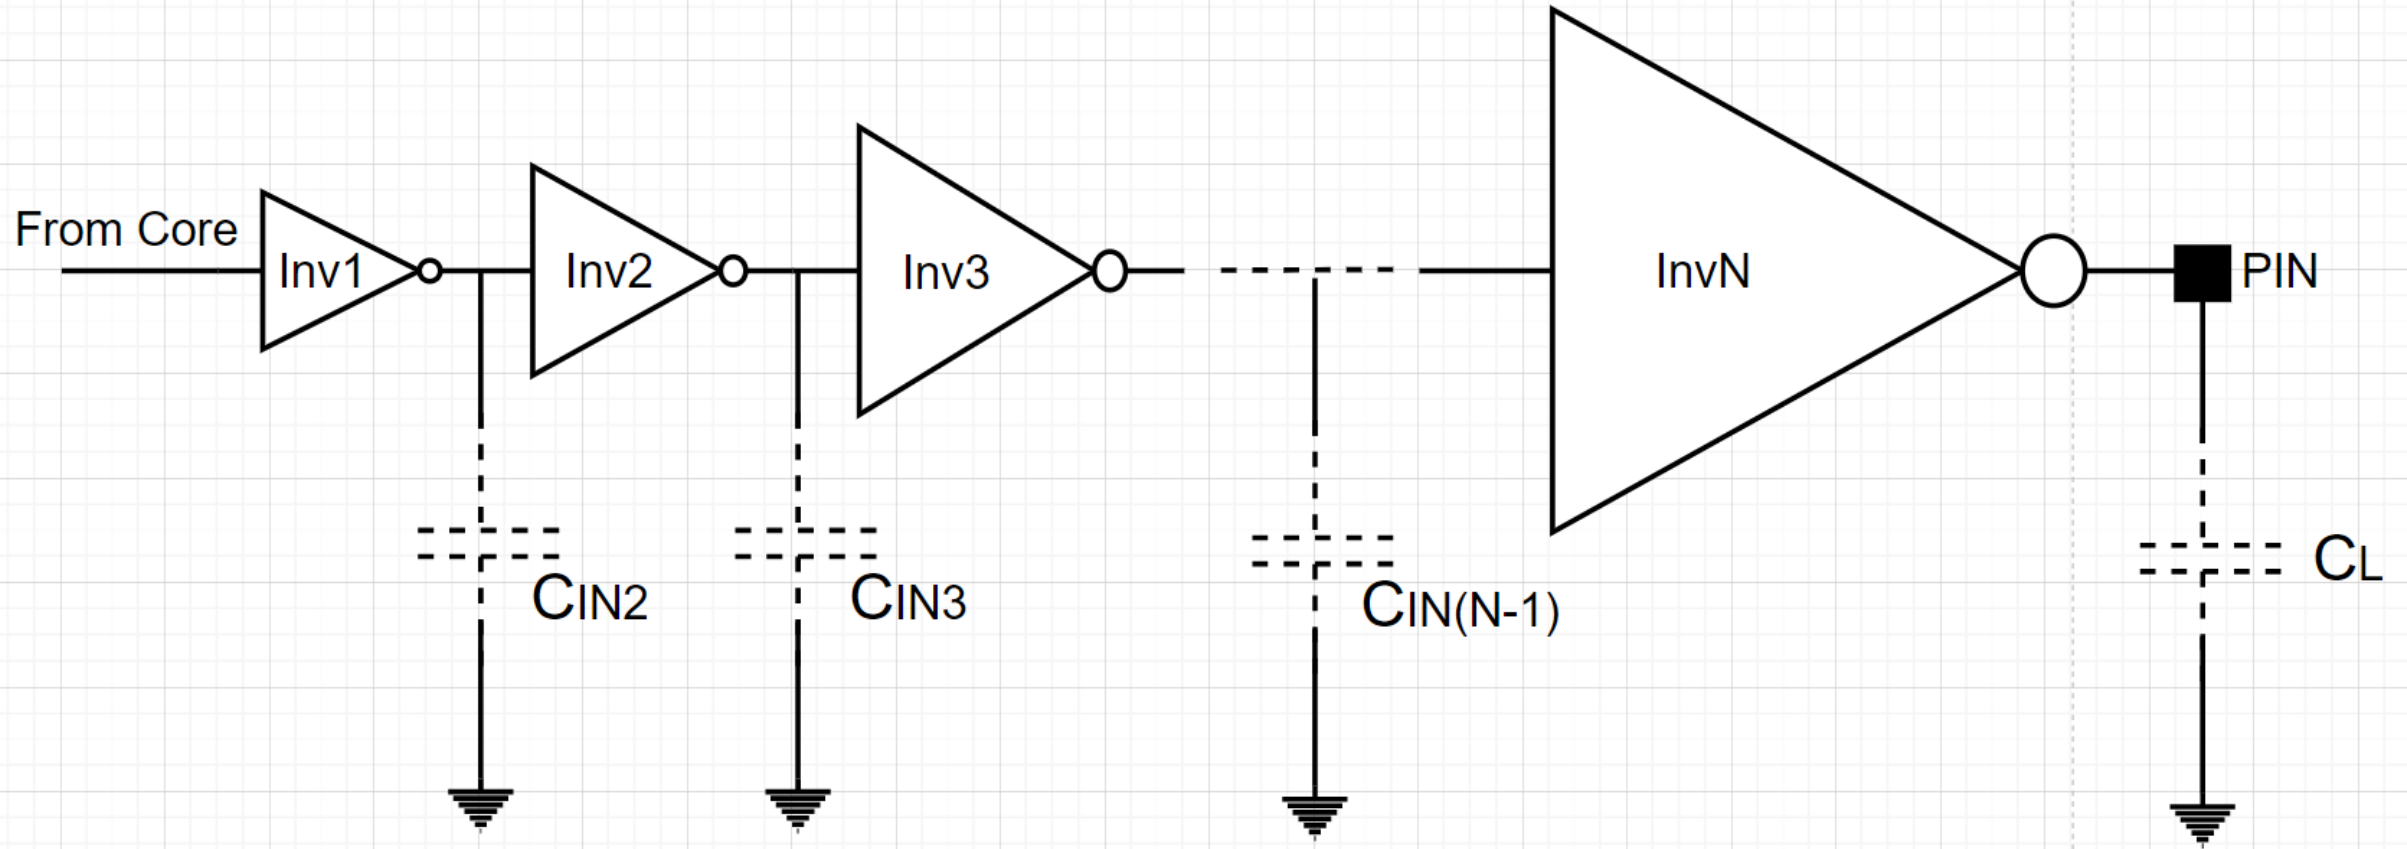 From Core
Inv1
Inv2
Inv3
InvN
PIN
CIN2
CIN3
CIN(N-1)
CL